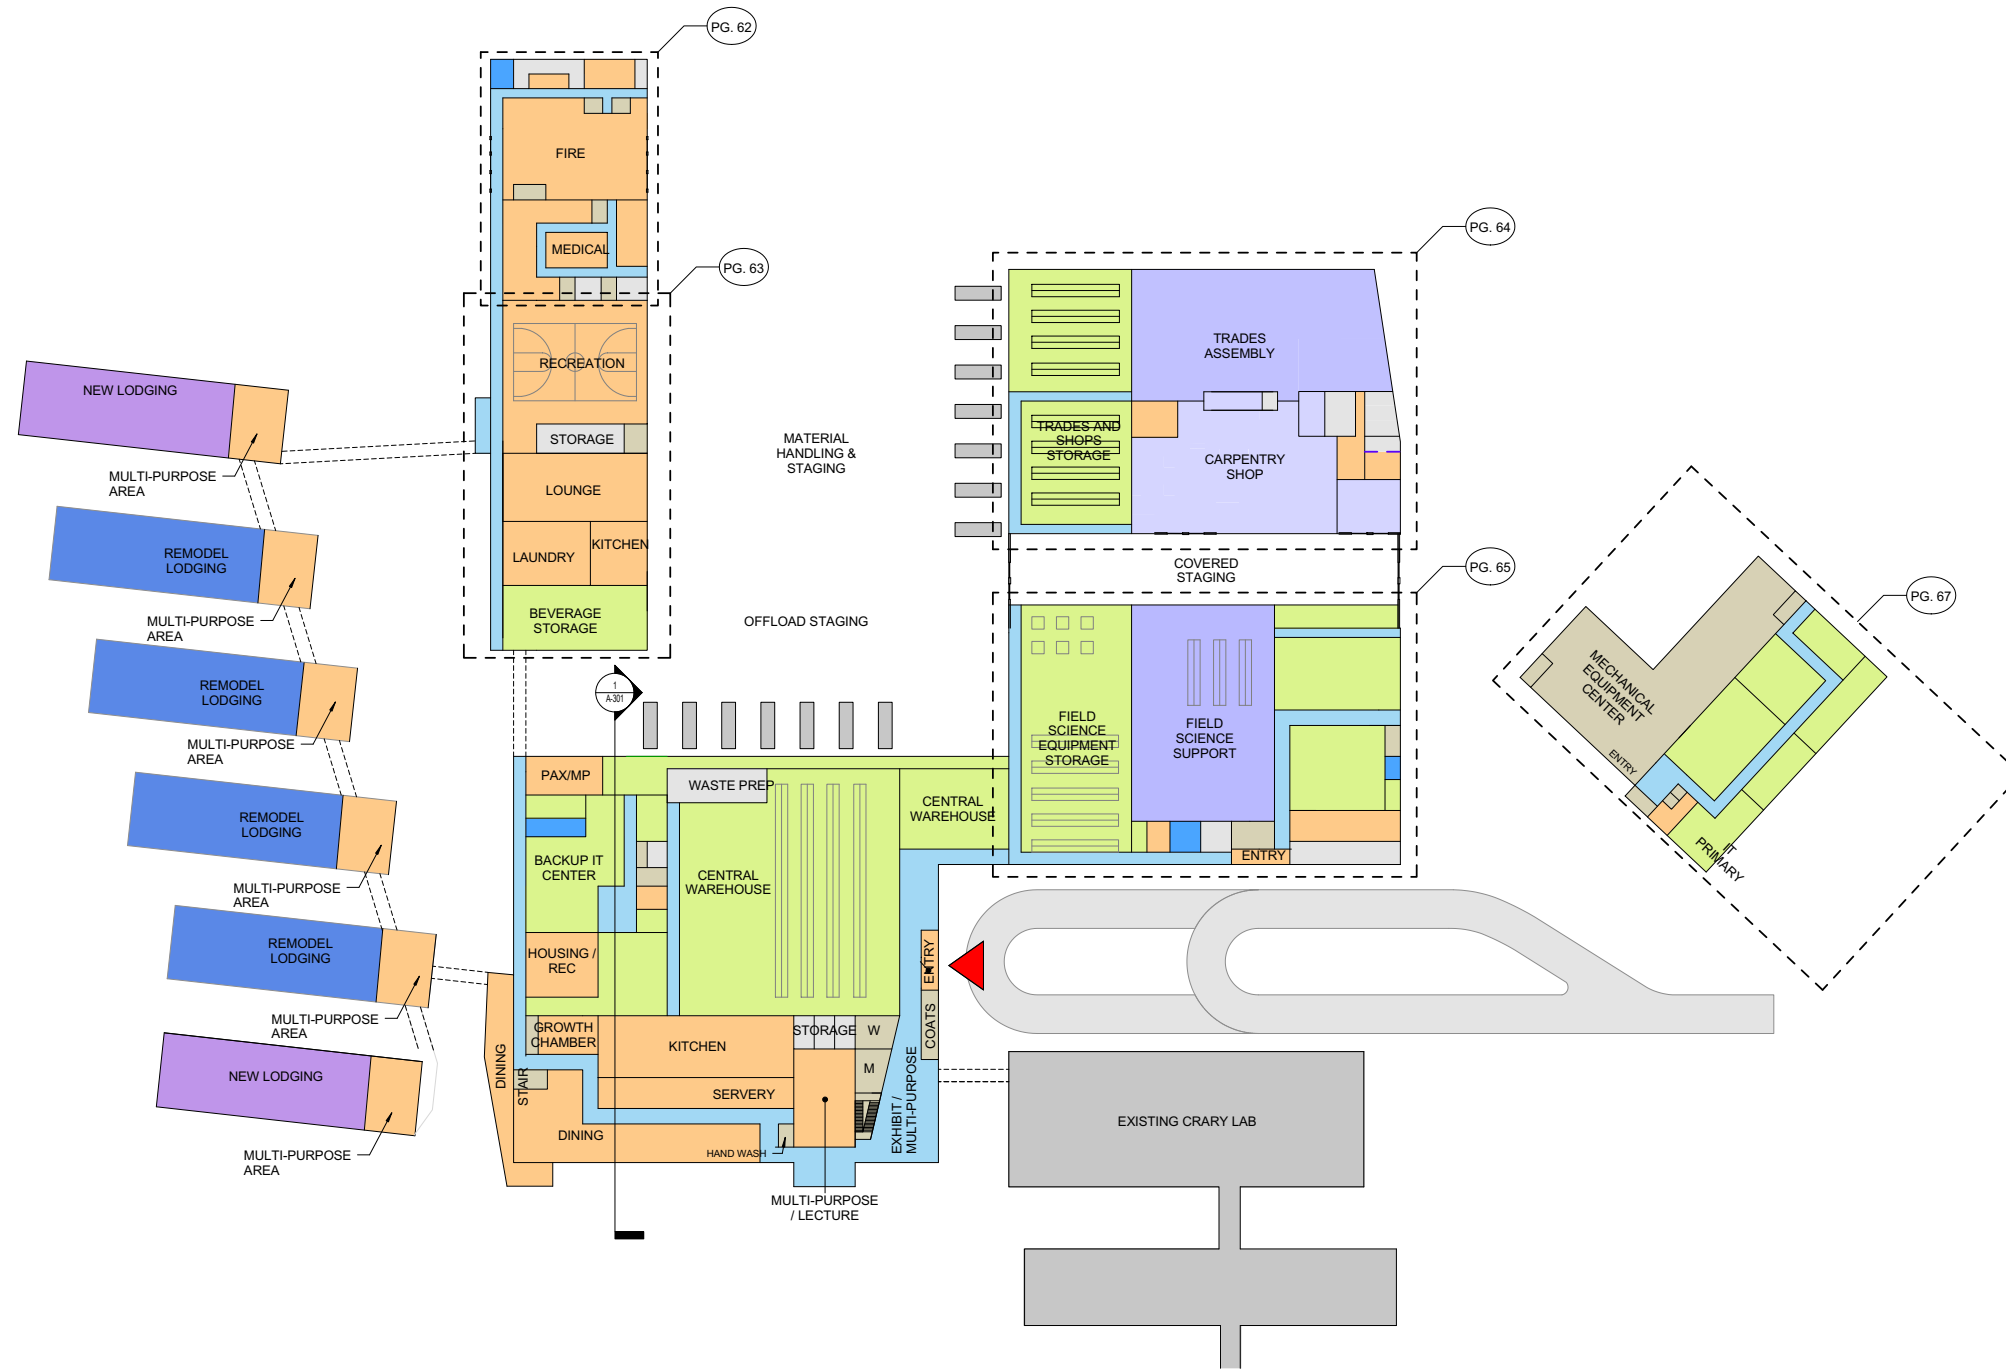 PG. 62
FIRE
MEDICAL
PG. 63
RECREATION
STORAGE
LOUNGE
LAUNDRY
KITCHEN
BEVERAGE
STORAGE
NEW LODGING
MULTI-PURPOSE
AREA
REMODEL
LODGING
MULTI-PURPOSE
AREA
REMODEL
LODGING
MULTI-PURPOSE
AREA
REMODEL
LODGING
MULTI-PURPOSE
AREA
REMODEL
LODGING
MULTI-PURPOSE
AREA
NEW LODGING
MULTI-PURPOSE
AREA
MATERIAL
HANDLING &
STAGING
OFFLOAD STAGING
1
A-301
PG. 64
TRADES
ASSEMBLY
TRADES AND
SHOPS
STORAGE
CARPENTRY
SHOP
COVERED
STAGING
PG. 65
FIELD
SCIENCE
EQUIPMENT
STORAGE
FIELD
SCIENCE
SUPPORT
ENTRY
PG. 67
MECHANICAL
EQUIPMENT
CENTER
ENTRY
IT
PRIMARY
PAX/MP
WASTE PREP
CENTRAL
WAREHOUSE
BACKUP IT
CENTER
CENTRAL
WAREHOUSE
HOUSING /
REC
ENTRY
COATS
GROWTH
CHAMBER
KITCHEN
STORAGE
W
M
SERVERY
DINING
STAIR
DINING
HAND WASH
EXHIBIT /
MULTI-PURPOSE
MULTI-PURPOSE
/ LECTURE
EXISTING CRARY LAB